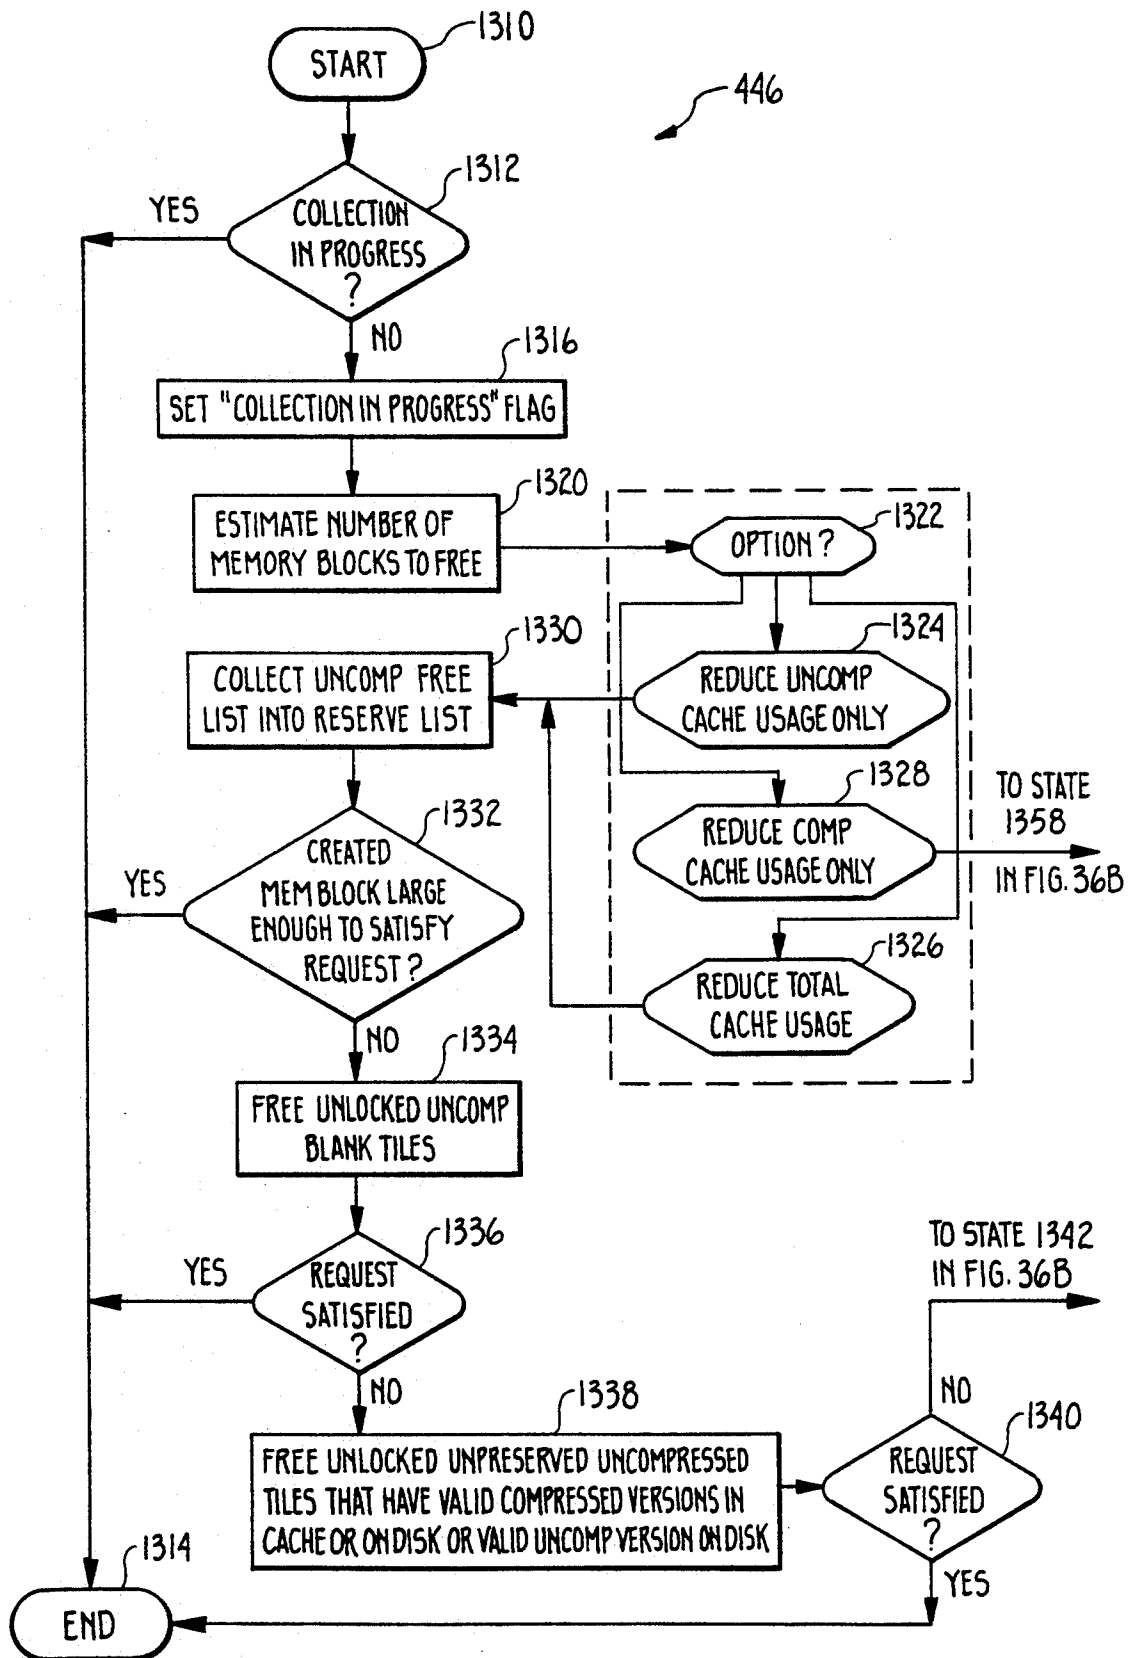 1310
START
446
1312
COLLECTION
IN PROGRESS
?
YES
NO
1316
SET "COLLECTION IN PROGRESS" FLAG
1320
ESTIMATE NUMBER OF
MEMORY BLOCKS TO FREE
1322
OPTION?
1324
REDUCE UNCOMP
CACHE USAGE ONLY
1330
COLLECT UNCOMP FREE
LIST INTO RESERVE LIST
1328
REDUCE COMP
CACHE USAGE ONLY
TO STATE
1358
IN FIG. 36B
1332
CREATED
MEM BLOCK LARGE
ENOUGH TO SATISFY
REQUEST?
YES
NO
1326
REDUCE TOTAL
CACHE USAGE
1334
FREE UNLOCKED UNCOMP
BLANK TILES
1336
REQUEST
SATISFIED
?
YES
NO
TO STATE 1342
IN FIG. 36B
1338
FREE UNLOCKED UNPRESERVED UNCOMPRESSED
TILES THAT HAVE VALID COMPRESSED VERSIONS IN
CACHE OR ON DISK OR VALID UNCOMP VERSION ON DISK
NO
1340
REQUEST
SATISFIED
?
YES
1314
END